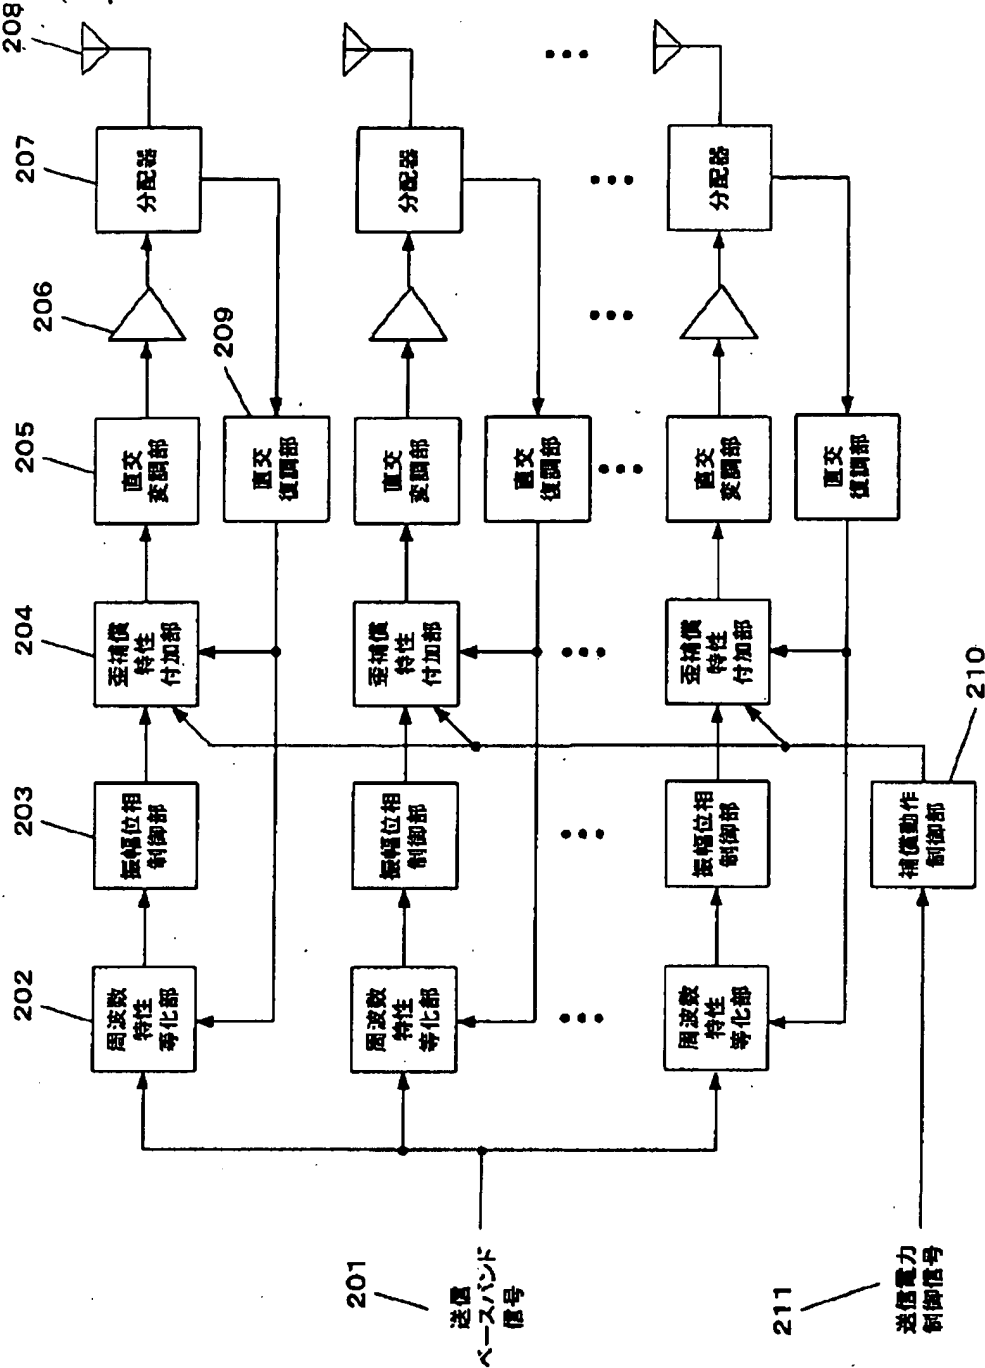 202
203
204
205
206
207
208
周波数
特性
等化部
振幅位相
制御部
歪補償
特性
付加部
直交
変調部
分配器
209
直交
復調部
周波数
特性
等化部
振幅位相
制御部
歪補償
特性
付加部
直交
変調部
分配器
直交
復調部
201
送信
ベースバンド
信号
周波数
特性
等化部
振幅位相
制御部
歪補償
特性
付加部
直交
変調部
分配器
直交
復調部
211
送信電力
制御信号
補償動作
制御部
210